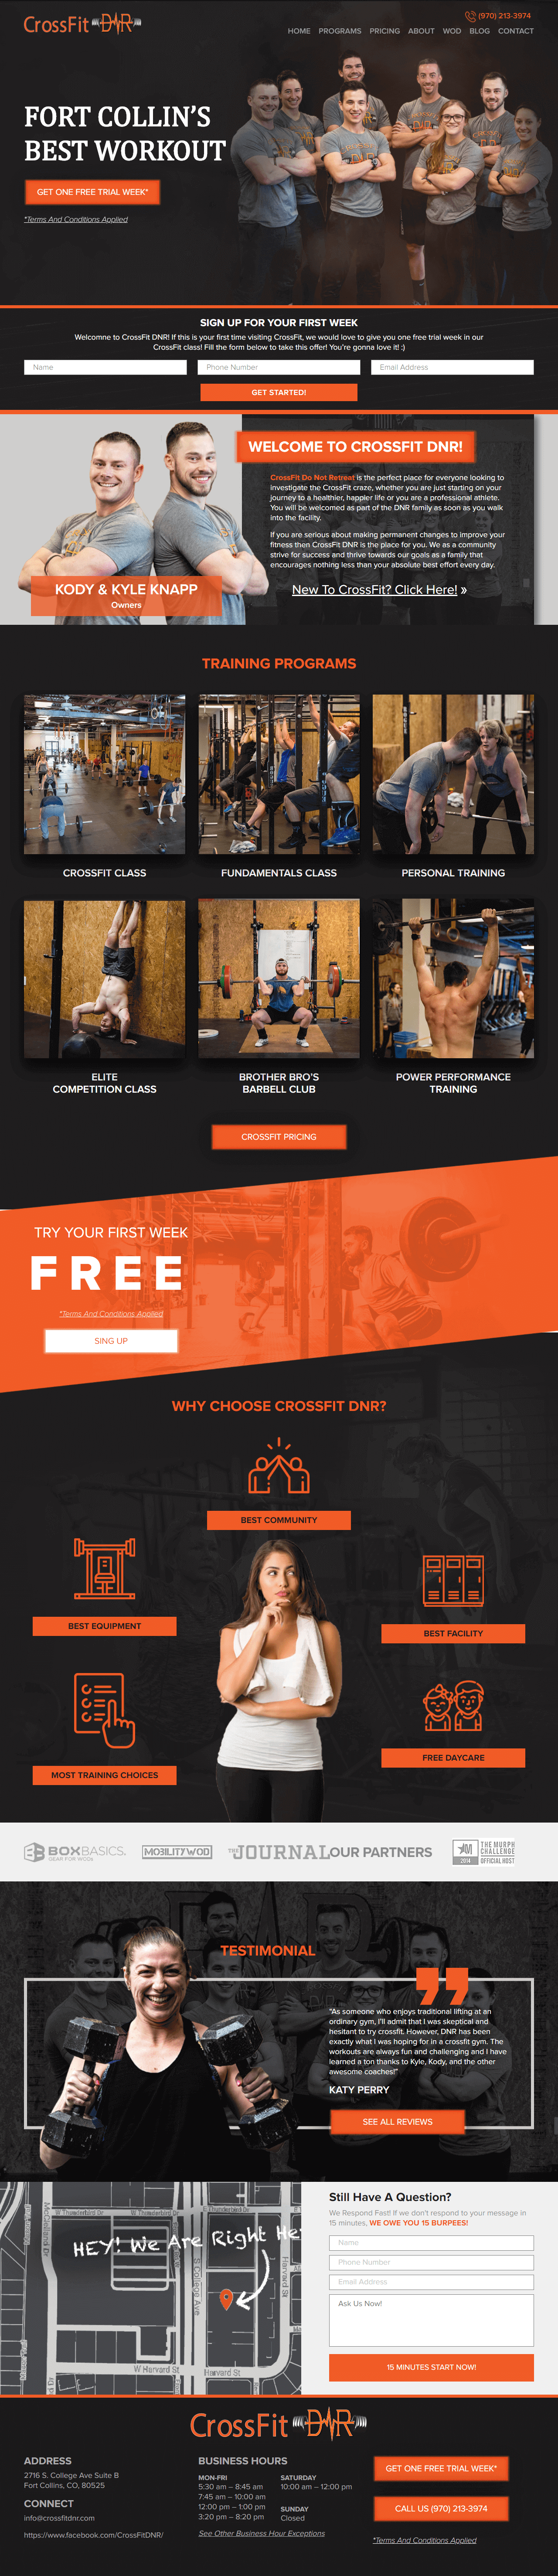 CrossFit DNR
(970) 213-3974
HOME PROGRAMS PRICING ABOUT WOD BLOG CONTACT
FORT COLLIN'S
BEST WORKOUT
GET ONE FREE TRIAL WEEK*
*Terms And Conditions Applied
SIGN UP FOR YOUR FIRST WEEK
Welcomne to CrossFit DNR! If this is your first time visiting CrossFit, we would love to give you one free trial week in our
CrossFit class! Fill the form below to take this offer! You're gonna love it! :)
Name
Phone Number
Email Address
GET STARTED!
WELCOME TO CROSSFIT DNR!
CrossFit Do Not Retreat is the perfect place for everyone looking to
investigate the CrossFit craze, whether you are just starting on your
journey to a healthier, happier life or you are a professional athlete.
You will be welcomed as part of the DNR family as soon as you walk
into the facility.
If you are serious about making permanent changes to improve your
fitness then CrossFit DNR is the place for you. We as a community
strive for success and thrive towards our goals as a family that
encourages nothing less than your absolute best effort every day.
New To CrossFit? Click Here! »
KODY & KYLE KNAPP
Owners
TRAINING PROGRAMS
CROSSFIT CLASS
FUNDAMENTALS CLASS
PERSONAL TRAINING
ELITE
COMPETITION CLASS
BROTHER BRO'S
BARBELL CLUB
POWER PERFORMANCE
TRAINING
CROSSFIT PRICING
TRY YOUR FIRST WEEK
FREE
*Terms And Conditions Applied
SING UP
WHY CHOOSE CROSSFIT DNR?
BEST COMMUNITY
BEST EQUIPMENT
BEST FACILITY
MOST TRAINING CHOICES
FREE DAYCARE
BOXBASICS.
GEAR FOR WODS
MOBILITYWOD
THE JOURNAL
OUR PARTNERS
THE MURPH
CHALLENGE
2014 OFFICIAL HOST
TESTIMONIAL
"As someone who enjoys traditional lifting at an
ordinary gym, I'll admit that I was skeptical and
hesitant to try crossfit. However, DNR has been
exactly what I was hoping for in a crossfit gym. The
workouts are always fun and challenging and I have
learned a ton thanks to Kyle, Kody, and the other
awesome coaches!"
KATY PERRY
SEE ALL REVIEWS
W Thunderbird Dr
E Thunderbird Dr
McClelland Dr
HEY! We Are Right He
S College Ave
Harvard St
W Harvard St
Harvard St
Still Have A Question?
We Respond Fast! If we don't respond to your message in
15 minutes, WE OWE YOU 15 BURPEES!
Name
Phone Number
Email Address
Ask Us Now!
15 MINUTES START NOW!
CrossFit DNR
ADDRESS
2716 S. College Ave Suite B
Fort Collins, CO, 80525
CONNECT
info@crossfitdnr.com
https://www.facebook.com/CrossFitDNR/
BUSINESS HOURS
MON-FRI
5:30 am – 8:45 am
7:45 am – 10:00 am
12:00 pm – 1:00 pm
3:20 pm – 8:20 pm
SATURDAY
10:00 am – 12:00 pm
SUNDAY
Closed
See Other Business Hour Exceptions
GET ONE FREE TRIAL WEEK*
CALL US (970) 213-3974
*Terms And Conditions Applied